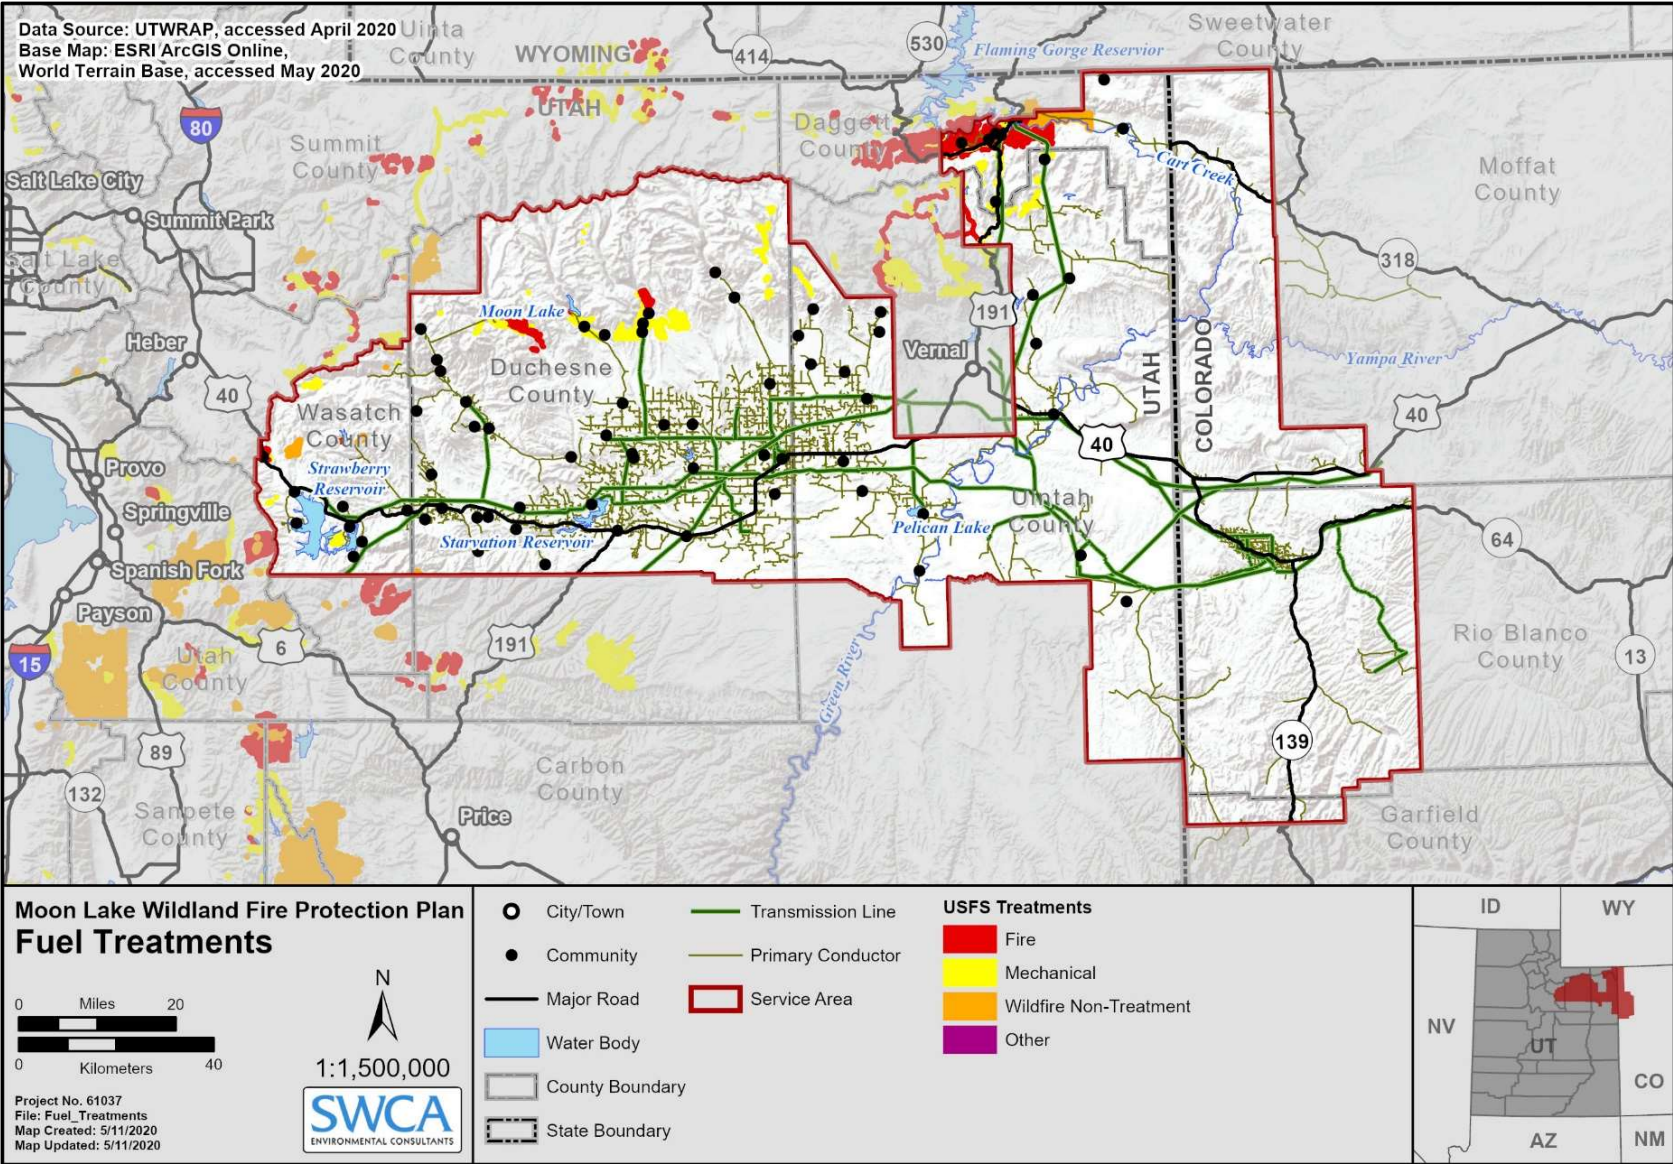 Data Source: UTWRAP, accessed April 2020
Base Map: ESRI ArcGIS Online,
World Terrain Base, accessed May 2020
Uinta
County
WYOMING
414
530
Flaming Gorge Reservior
Sweetwater
County
UTAH
80
Summit
County
Daggett
County
Cart Creek
Moffat
County
Salt Lake City
Summit Park
Salt Lake
County
318
Moon Lake
191
Heber
Duchesne
County
Vernal
UTAH
COLORADO
Yampa River
40
Wasatch
County
40
40
Provo
Strawberry
Reservoir
Springville
Starvation Reservoir
Pelican Lake
Uintah
County
64
Spanish Fork
Payson
6
191
15
Utah
County
Green River
Rio Blanco
County
13
89
139
132
Carbon
County
Sanpete
County
Price
Garfield
County
Moon Lake Wildland Fire Protection Plan
Fuel Treatments
0 Miles 20
0 Kilometers 40
N
1:1,500,000
Project No. 61037
File: Fuel_Treatments
Map Created: 5/11/2020
Map Updated: 5/11/2020
SWCA
ENVIRONMENTAL CONSULTANTS
City/Town
Community
Major Road
Water Body
County Boundary
State Boundary
Transmission Line
Primary Conductor
Service Area
USFS Treatments
Fire
Mechanical
Wildfire Non-Treatment
Other
ID
WY
NV
UT
CO
AZ
NM